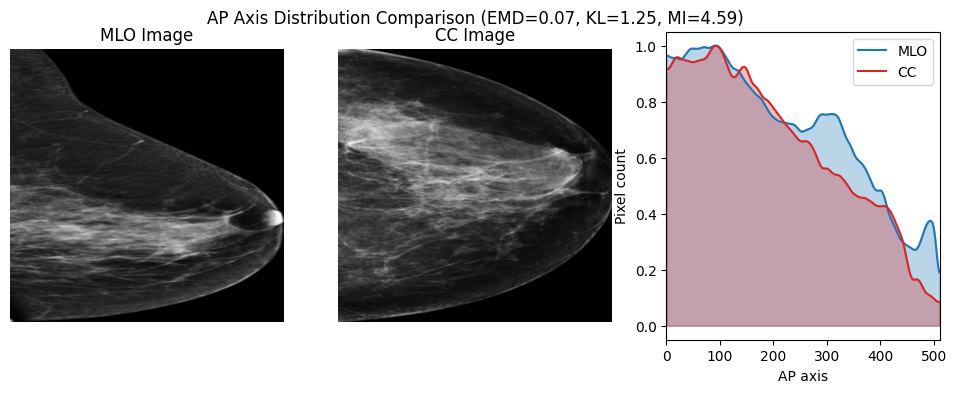 AP Axis Distribution Comparison (EMD=0.07, KL=1.25, MI=4.59)
MLO Image
CC Image
MLO
CC
Pixel count
1.0
0.8
0.6
0.4
0.2
0.0
0 100 200 300 400 500
AP axis